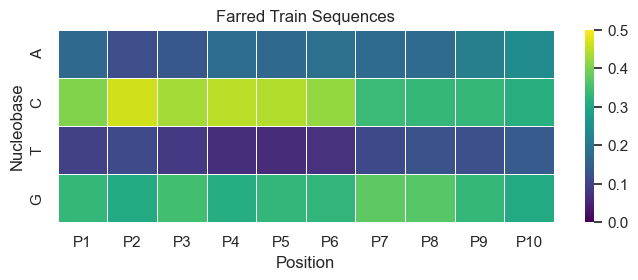 Farred Train Sequences
Nucleobase
A
C
T
G
P1 P2 P3 P4 P5 P6 P7 P8 P9 P10
Position
0.5
0.4
0.3
0.2
0.1
0.0